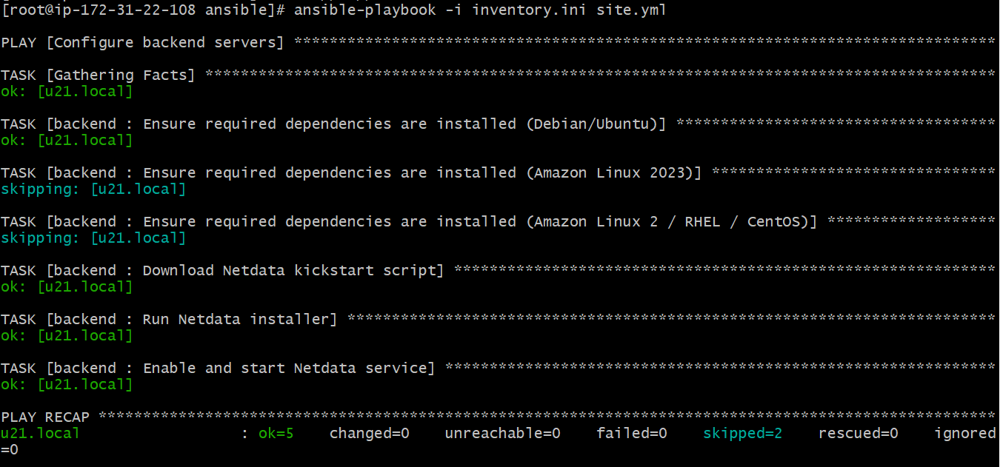 [root@ip-172-31-22-108 ansible]# ansible-playbook -i inventory.ini site.yml
PLAY [Configure backend servers] *******************************************************************************
TASK [Gathering Facts] *****************************************************************************************
ok: [u21.local]
TASK [backend : Ensure required dependencies are installed (Debian/Ubuntu)] ************************************
ok: [u21.local]
TASK [backend : Ensure required dependencies are installed (Amazon Linux 2023)] ********************************
skipping: [u21.local]
TASK [backend : Ensure required dependencies are installed (Amazon Linux 2 / RHEL / CentOS)] *******************
skipping: [u21.local]
TASK [backend : Download Netdata kickstart script] *************************************************************
ok: [u21.local]
TASK [backend : Run Netdata installer] *************************************************************************
ok: [u21.local]
TASK [backend : Enable and start Netdata service] **************************************************************
ok: [u21.local]
PLAY RECAP *****************************************************************************************************
u21.local                  : ok=5    changed=0    unreachable=0    failed=0    skipped=2    rescued=0    ignored
=0